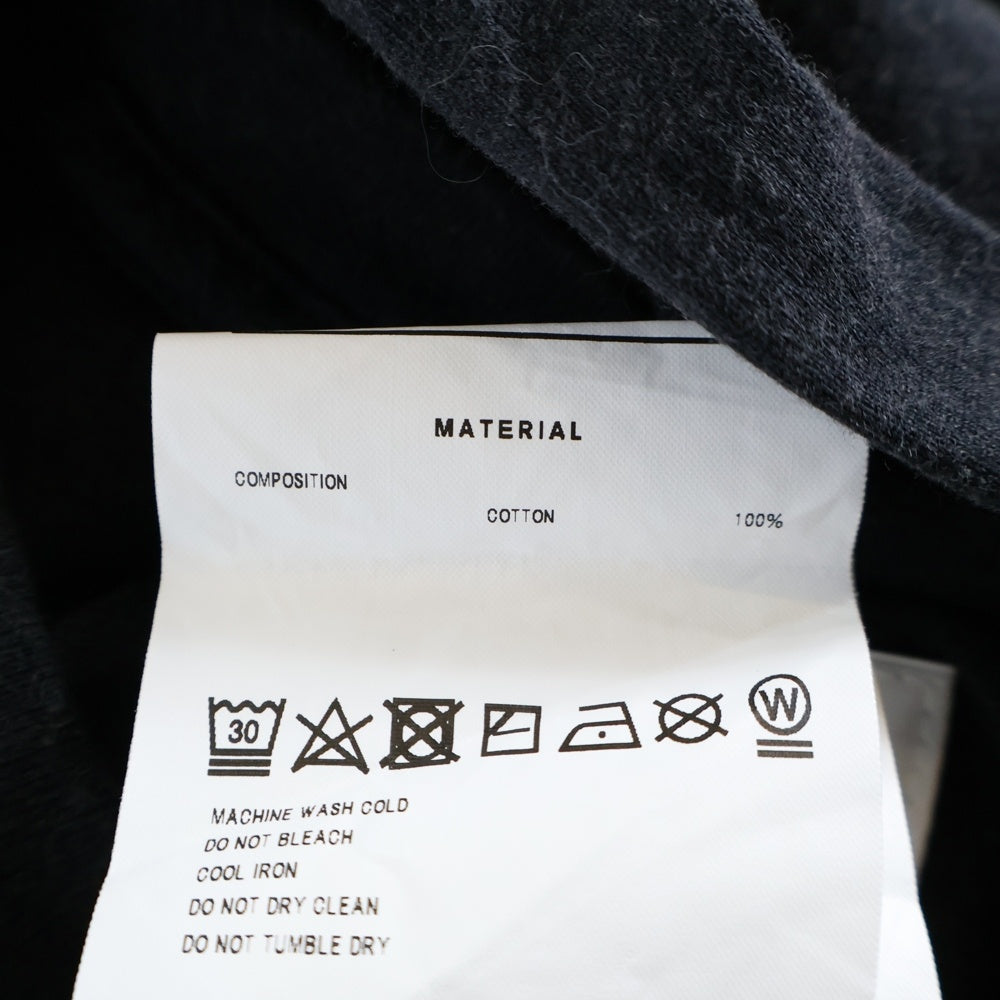 MATERIAL
COMPOSITION
COTTON 100%
30 W
MACHINE WASH COLD
DO NOT BLEACH
COOL IRON
DO NOT DRY CLEAN
DO NOT TUMBLE DRY